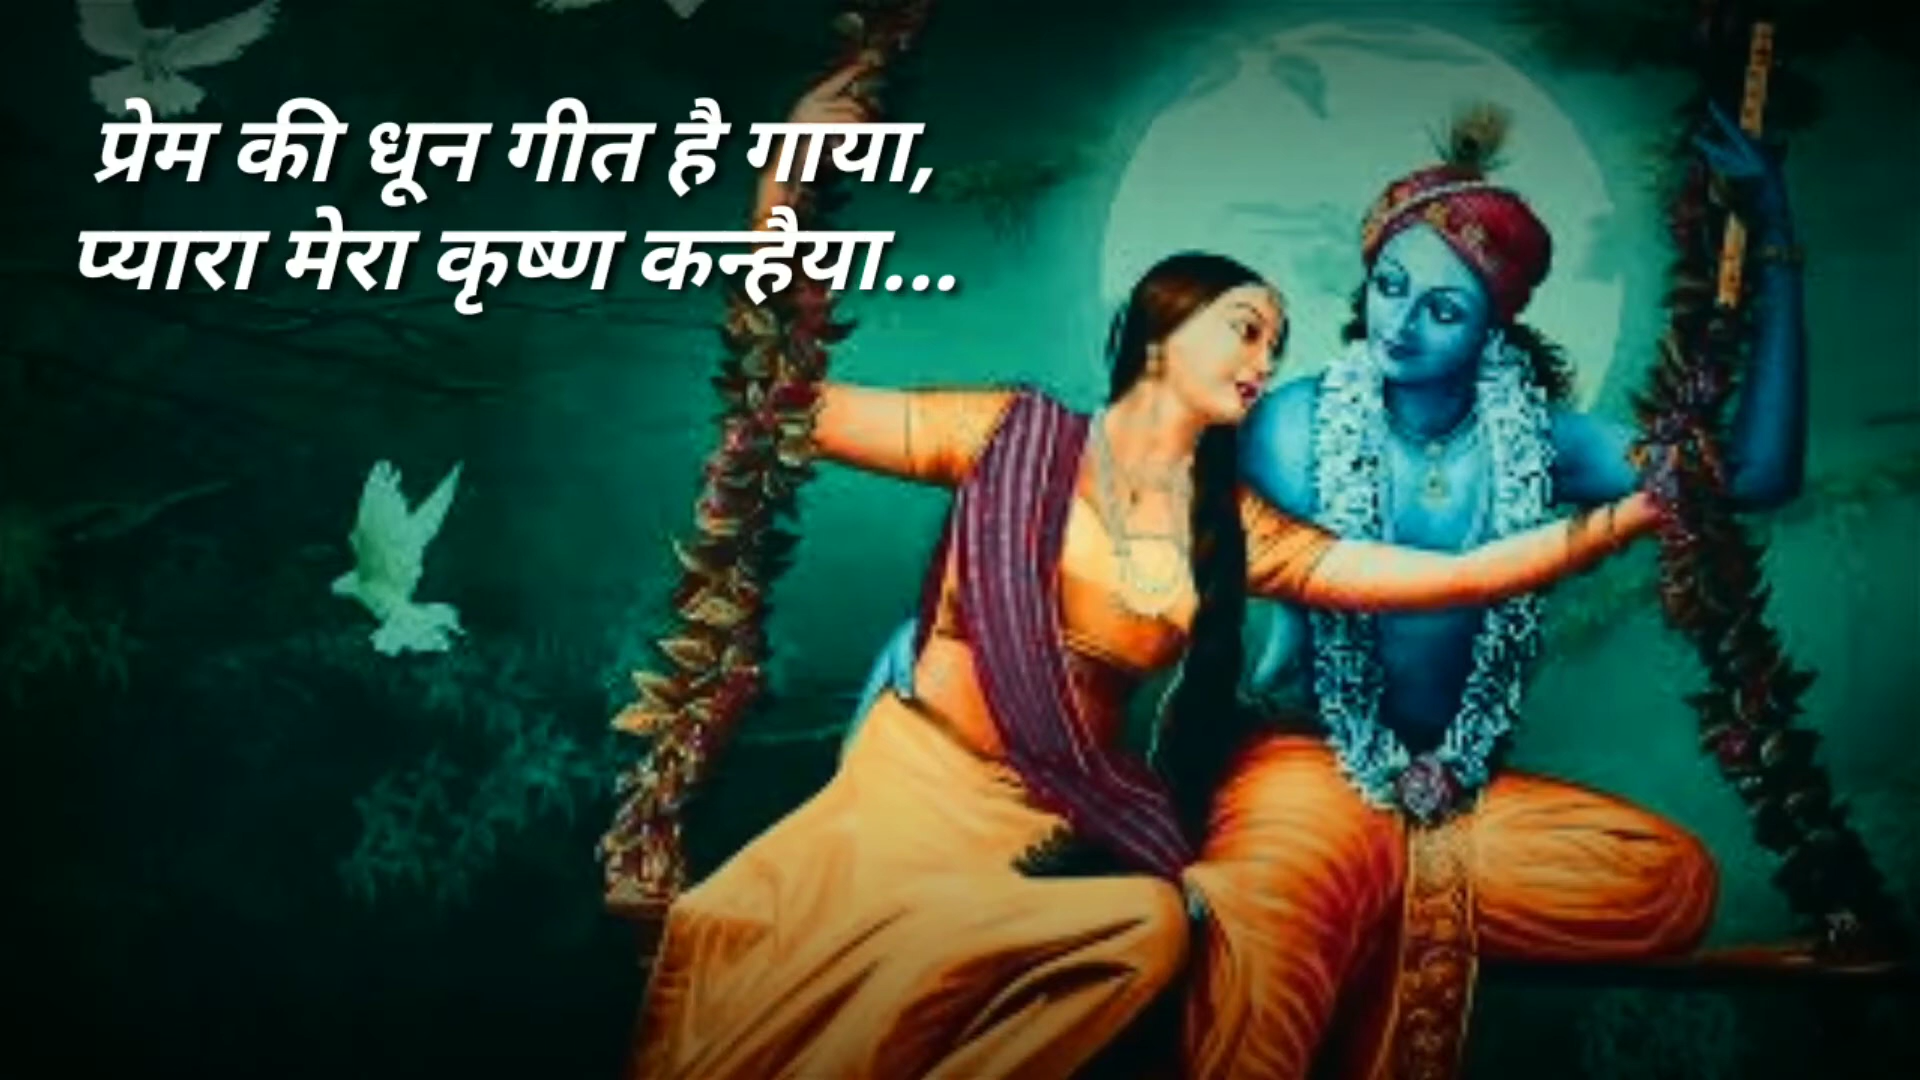 प्रेम की धून गीत है गाया,
प्यारा मेरा कृष्ण कन्हैया...